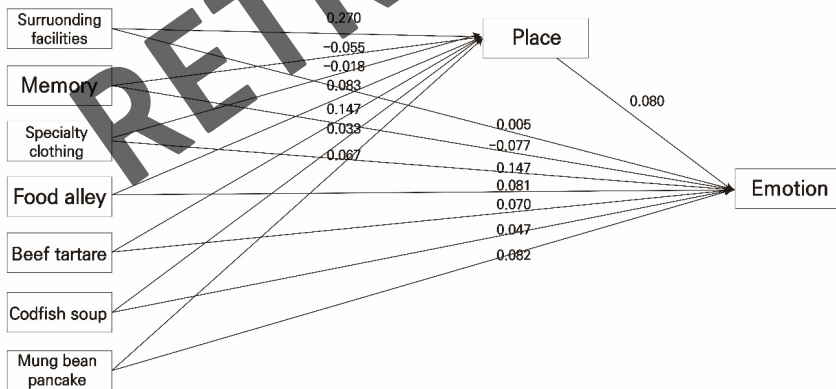 Surrunding
facilities
Memory
Specialty
clothing
Food alley
Beef tartare
Codfish soup
Mung bean
pancake
0.270
-0.055
-0.018
0.083
0.147
0.033
0.067
Place
0.080
0.005
-0.077
0.147
0.081
0.070
0.047
0.082
Emotion
RETR